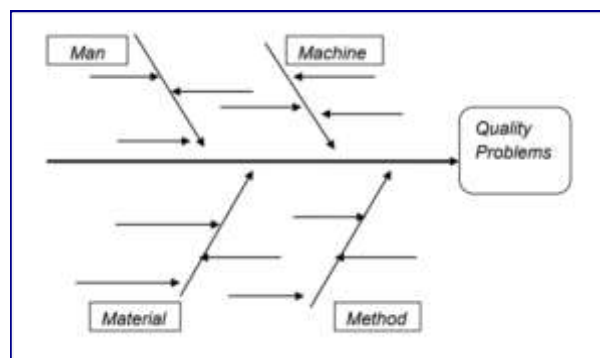 Man
Machine
Quality
Problems
Material
Method